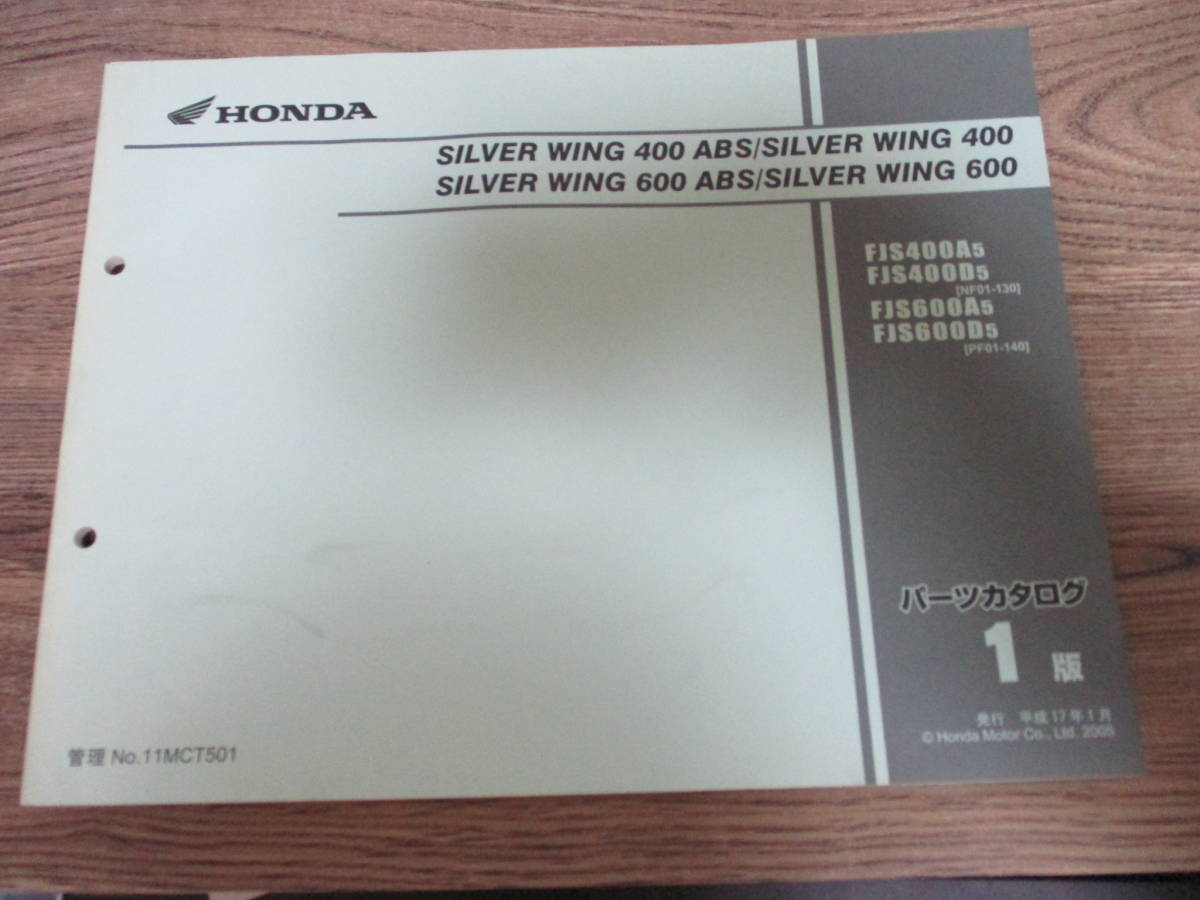 HONDA
SILVER WING 400 ABS/SILVER WING 400
SILVER WING 600 ABS/SILVER WING 600
FJS400A5
FJS400D5
[NF01-130]
FJS600A5
FJS600D5
[PF01-140]
パーツカタログ
1 版
発行 平成17年1月
© Honda Motor Co., Ltd. 2005
管理 No.11MCT501